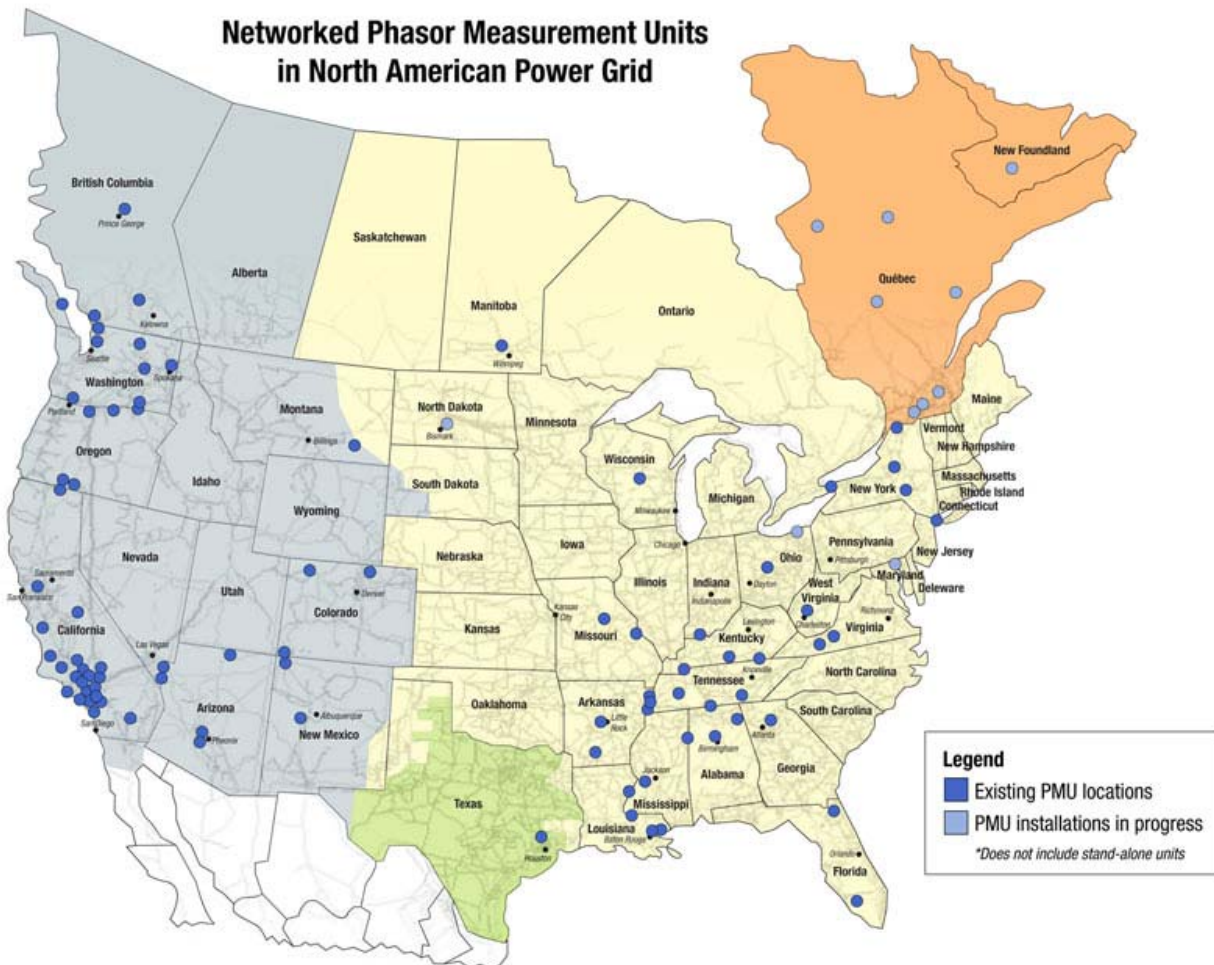 Networked Phasor Measurement Units
in North American Power Grid
New Foundland
British Columbia
Prince George
Saskatchewan
Alberta
Québec
Manitoba
Ontario
Kelowna
Seattle
Winnipeg
Washington
Spokane
Maine
Portland
Montana
North Dakota
Minnesota
Bismark
Vermont
Billings
New Hampshire
Oregon
Wisconsin
Massachusetts
Idaho
South Dakota
Michigan
New York
Rhode Island
Connecticut
Wyoming
Milwaukee
Nevada
Nebraska
Iowa
Chicago
Ohio
Pennsylvania
New Jersey
Pittsburgh
Sacramento
Utah
Illinois
Indiana
Dayton
West
Virginia
Maryland
Deleware
San Francisco
Colorado
Denver
Indianapolis
Kansas
City
Charleston
Richmond
California
Kansas
Missouri
Lexington
Kentucky
Virginia
Las Vegas
Knoxville
North Carolina
Tennessee
Arizona
Albuquerque
Oaklahoma
Arkansas
Little
Rock
South Carolina
New Mexico
San Diego
Pheonix
Atlanta
Birmingham
Georgia
Jackson
Alabama
Texas
Mississippi
Louisiana
Baton Rouge
Houston
Orlando
Florida
Legend
Existing PMU locations
PMU installations in progress
*Does not include stand-alone units